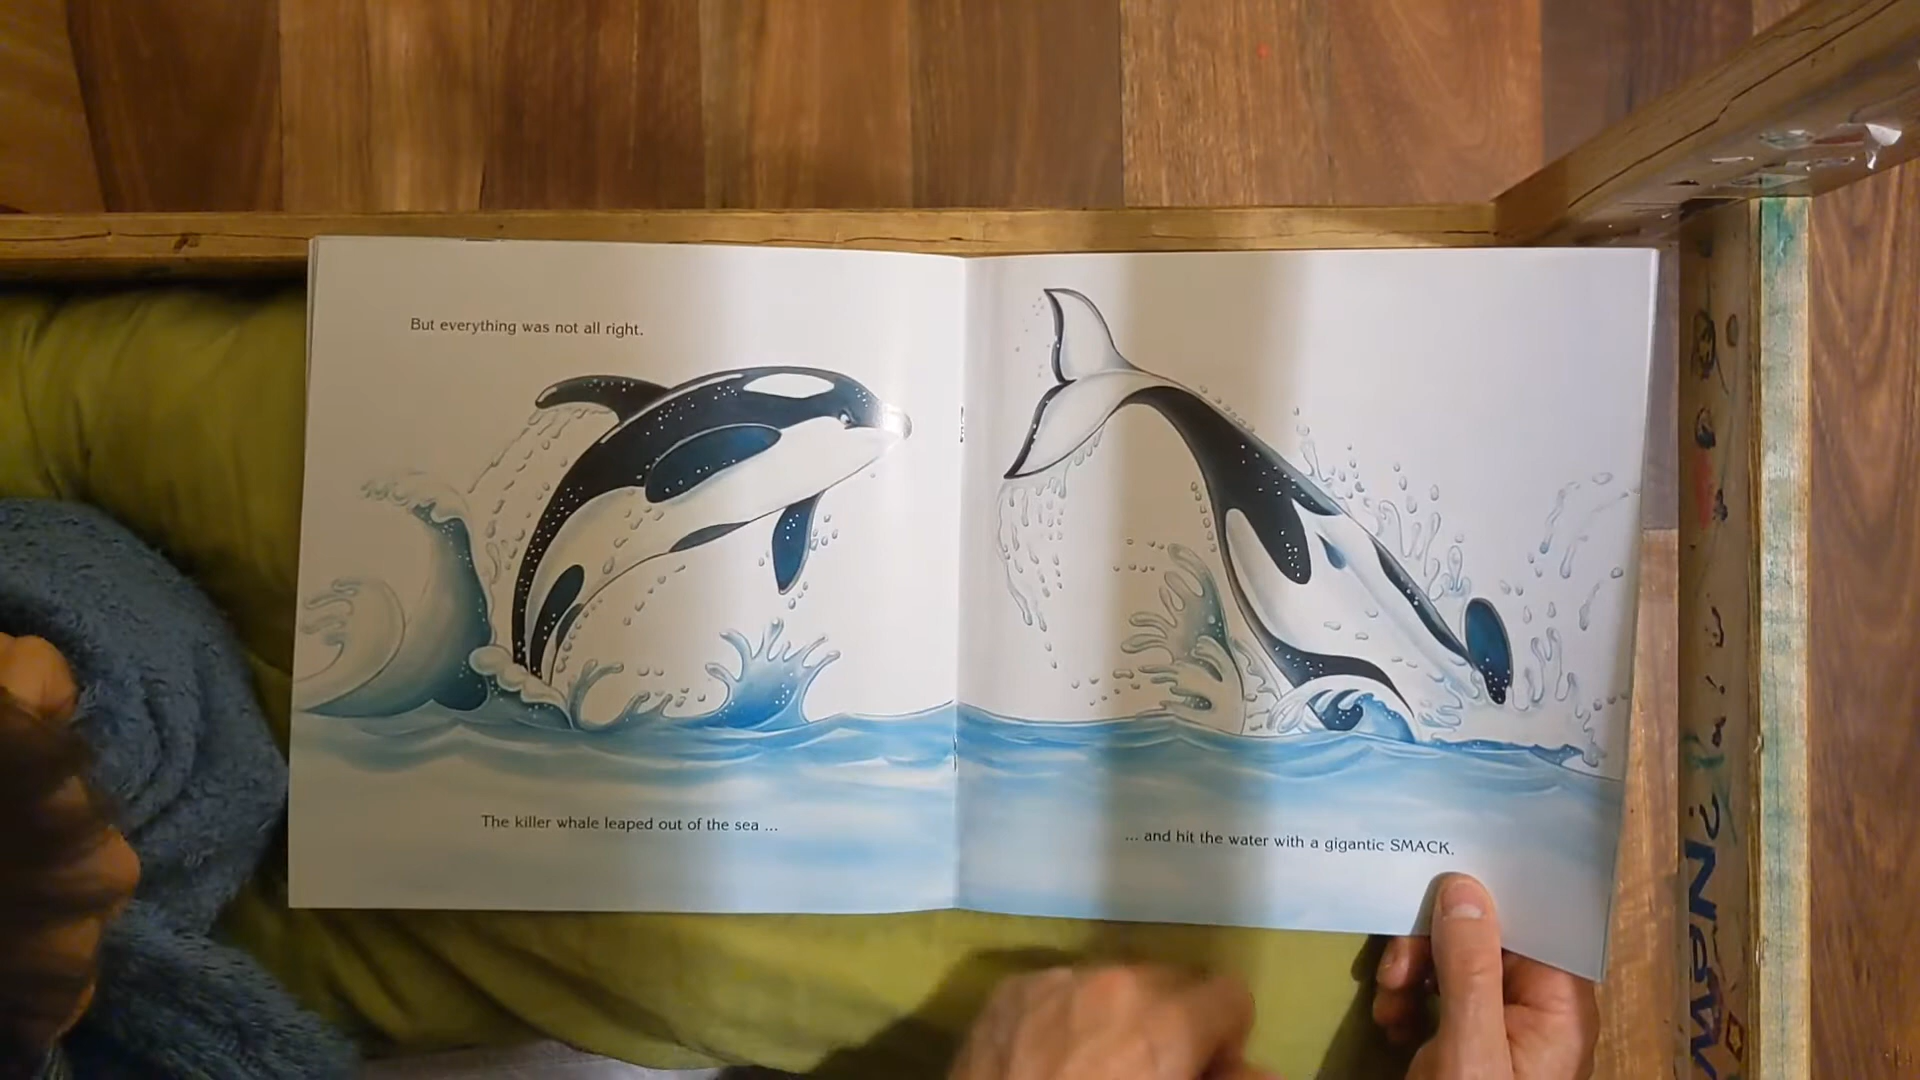 But everything was not all right.
The killer whale leaped out of the sea ...
... and hit the water with a gigantic SMACK.